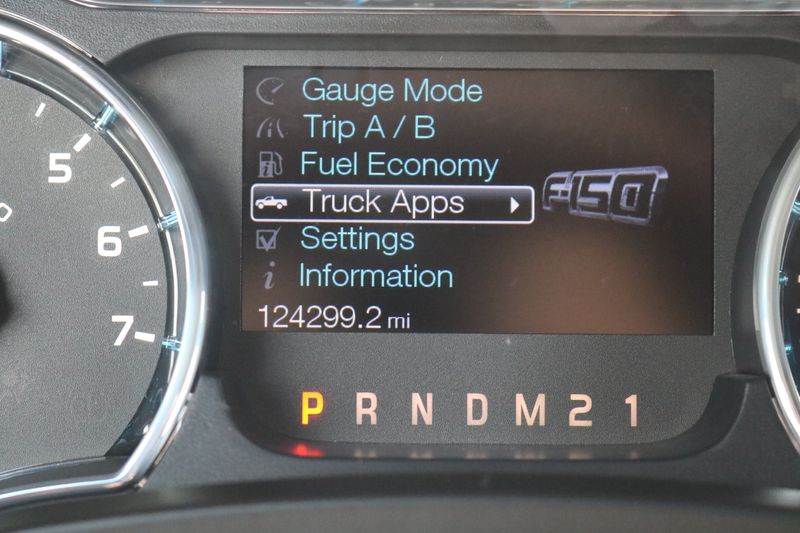 Gauge Mode
Trip A / B
Fuel Economy
Truck Apps
F-150
Settings
Information
124299.2 mi
5
6
7
P R N D M 2 1